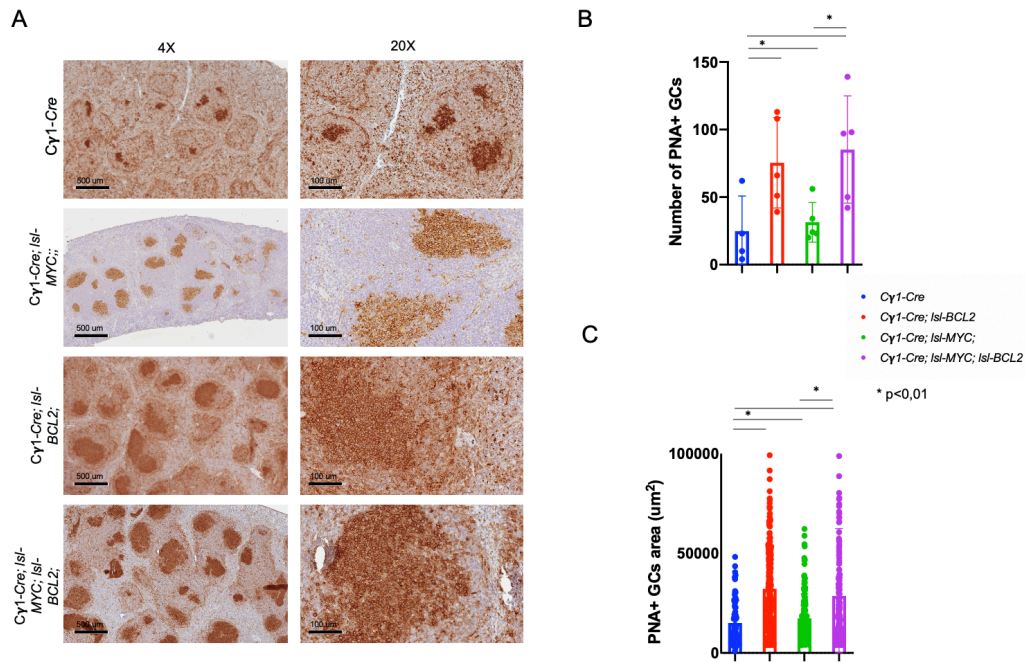 A
4X
20X
Cγ1-Cre
500 um
100 um
Cγ1-Cre; lsl-
MYC;;
500 um
100 um
Cγ1-Cre; lsl-
BCL2;
500 um
100 um
Cγ1-Cre; lsl-
MYC; lsl-
BCL2;
500 um
100 um
B
*
*
Number of PNA+ GCs
150
100
50
0
Cγ1-Cre
Cγ1-Cre; lsl-BCL2
Cγ1-Cre; lsl-MYC;
Cγ1-Cre; lsl-MYC; lsl-BCL2
* p<0,01
C
*
*
PNA+ GCs area (um²)
100000
50000
0